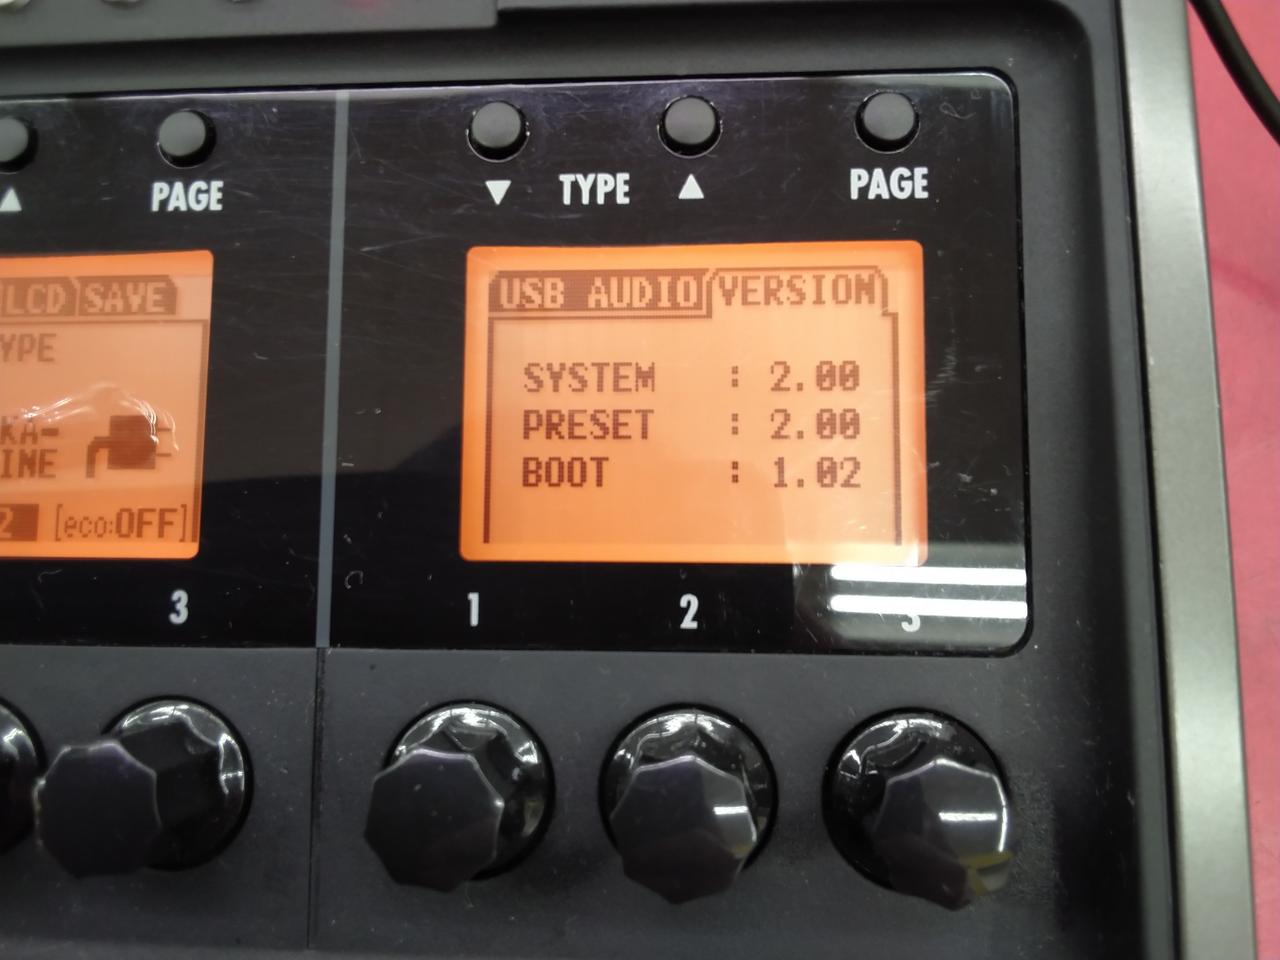 ▲ PAGE
▼ TYPE ▲ PAGE
LCD SAVE
YPE
KA-
INE
2 [eco:OFF]
USB AUDIO VERSION
SYSTEM : 2.00
PRESET : 2.00
BOOT : 1.02
3
1 2 3